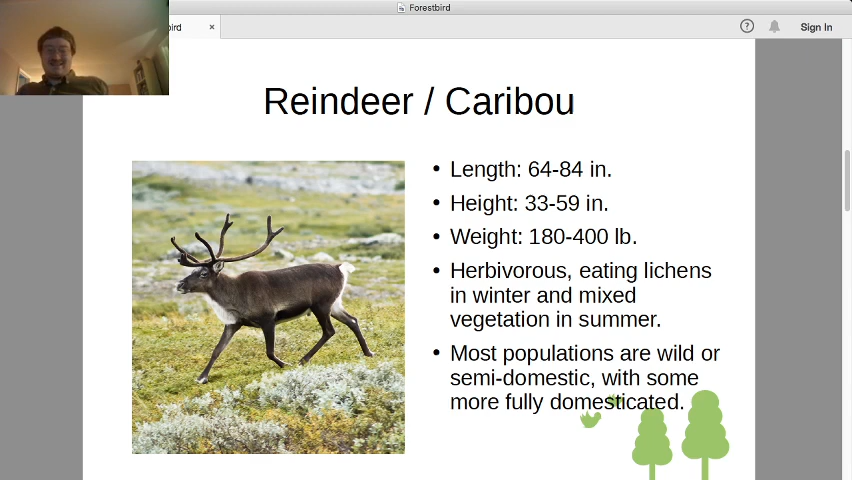 Forestbird
ird
Sign In
Reindeer / Caribou
• Length: 64-84 in.
• Height: 33-59 in.
• Weight: 180-400 lb.
• Herbivorous, eating lichens
in winter and mixed
vegetation in summer.
• Most populations are wild or
semi-domestic, with some
more fully domesticated.